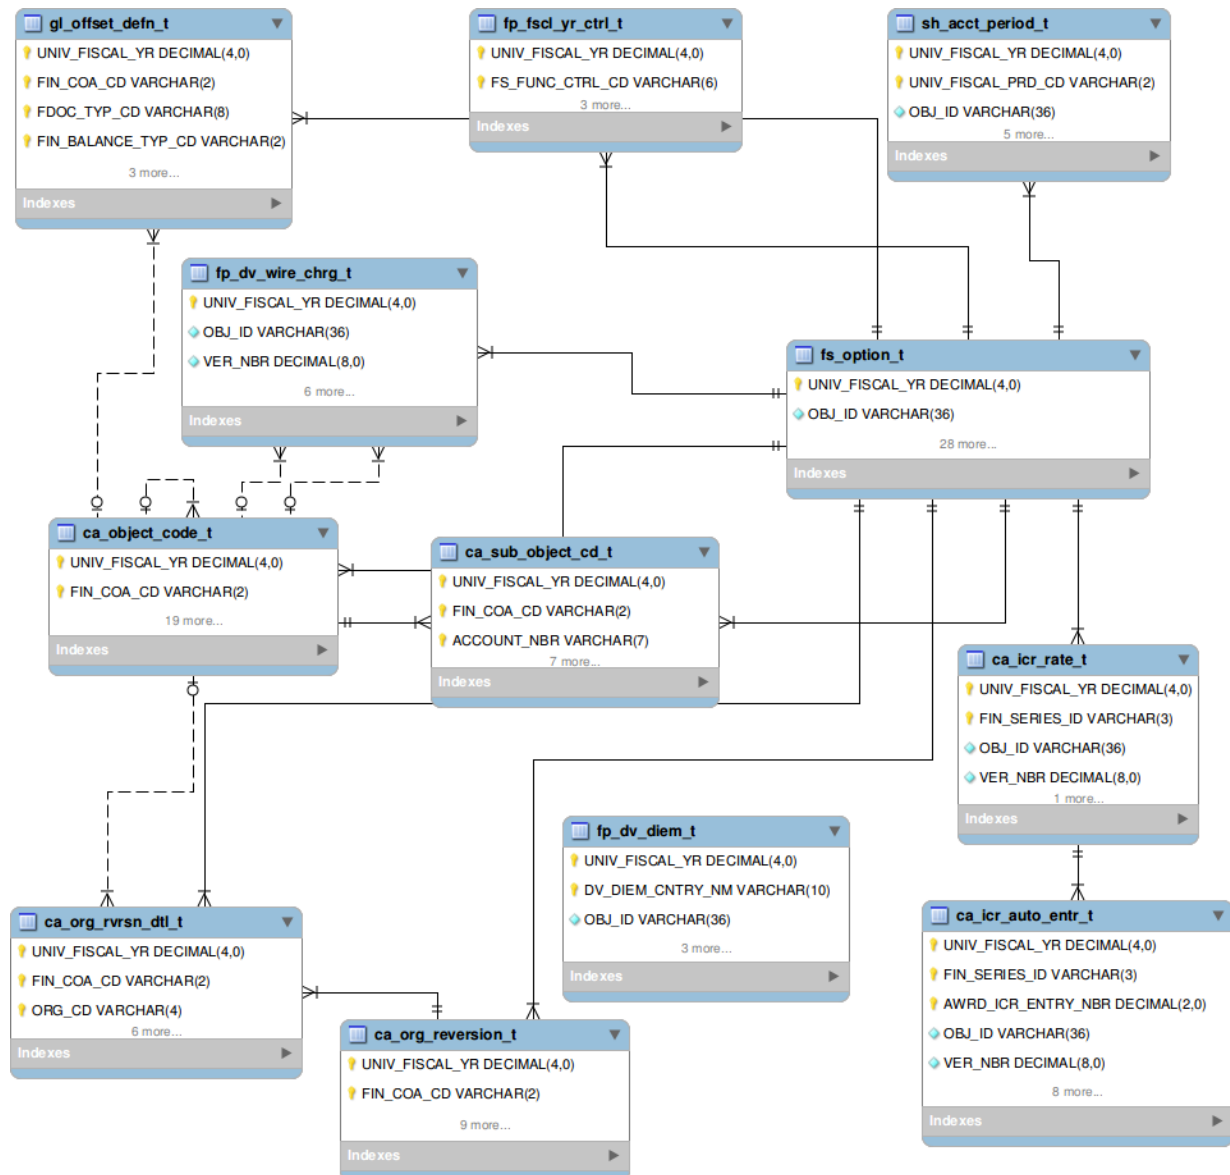 gl_offset_defn_t
UNIV_FISCAL_YR DECIMAL(4,0)
FIN_COA_CD VARCHAR(2)
FDOC_TYP_CD VARCHAR(8)
FIN_BALANCE_TYP_CD VARCHAR(2)
3 more...
Indexes
fp_fscl_yr_ctrl_t
UNIV_FISCAL_YR DECIMAL(4,0)
FS_FUNC_CTRL_CD VARCHAR(6)
3 more...
Indexes
sh_acct_period_t
UNIV_FISCAL_YR DECIMAL(4,0)
UNIV_FISCAL_PRD_CD VARCHAR(2)
OBJ_ID VARCHAR(36)
5 more...
Indexes
fp_dv_wire_chrg_t
UNIV_FISCAL_YR DECIMAL(4,0)
OBJ_ID VARCHAR(36)
VER_NBR DECIMAL(8,0)
6 more...
Indexes
fs_option_t
UNIV_FISCAL_YR DECIMAL(4,0)
OBJ_ID VARCHAR(36)
28 more...
Indexes
ca_object_code_t
UNIV_FISCAL_YR DECIMAL(4,0)
FIN_COA_CD VARCHAR(2)
19 more...
Indexes
ca_sub_object_cd_t
UNIV_FISCAL_YR DECIMAL(4,0)
FIN_COA_CD VARCHAR(2)
ACCOUNT_NBR VARCHAR(7)
7 more...
Indexes
ca_icr_rate_t
UNIV_FISCAL_YR DECIMAL(4,0)
FIN_SERIES_ID VARCHAR(3)
OBJ_ID VARCHAR(36)
VER_NBR DECIMAL(8,0)
1 more...
Indexes
fp_dv_diem_t
UNIV_FISCAL_YR DECIMAL(4,0)
DV_DIEM_CNTRY_NM VARCHAR(10)
OBJ_ID VARCHAR(36)
3 more...
Indexes
ca_org_rvrsn_dtl_t
UNIV_FISCAL_YR DECIMAL(4,0)
FIN_COA_CD VARCHAR(2)
ORG_CD VARCHAR(4)
6 more...
Indexes
ca_icr_auto_entr_t
UNIV_FISCAL_YR DECIMAL(4,0)
FIN_SERIES_ID VARCHAR(3)
AWRD_ICR_ENTRY_NBR DECIMAL(2,0)
OBJ_ID VARCHAR(36)
VER_NBR DECIMAL(8,0)
8 more...
Indexes
ca_org_reversion_t
UNIV_FISCAL_YR DECIMAL(4,0)
FIN_COA_CD VARCHAR(2)
9 more...
Indexes